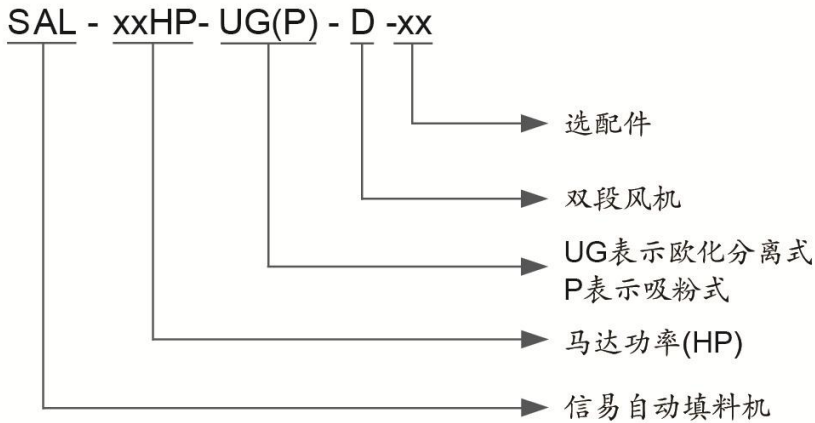 SAL - xxHP- UG(P) - D -xx
选配件
双段风机
UG表示欧化分离式
P表示吸粉式
马达功率(HP)
信易自动填料机